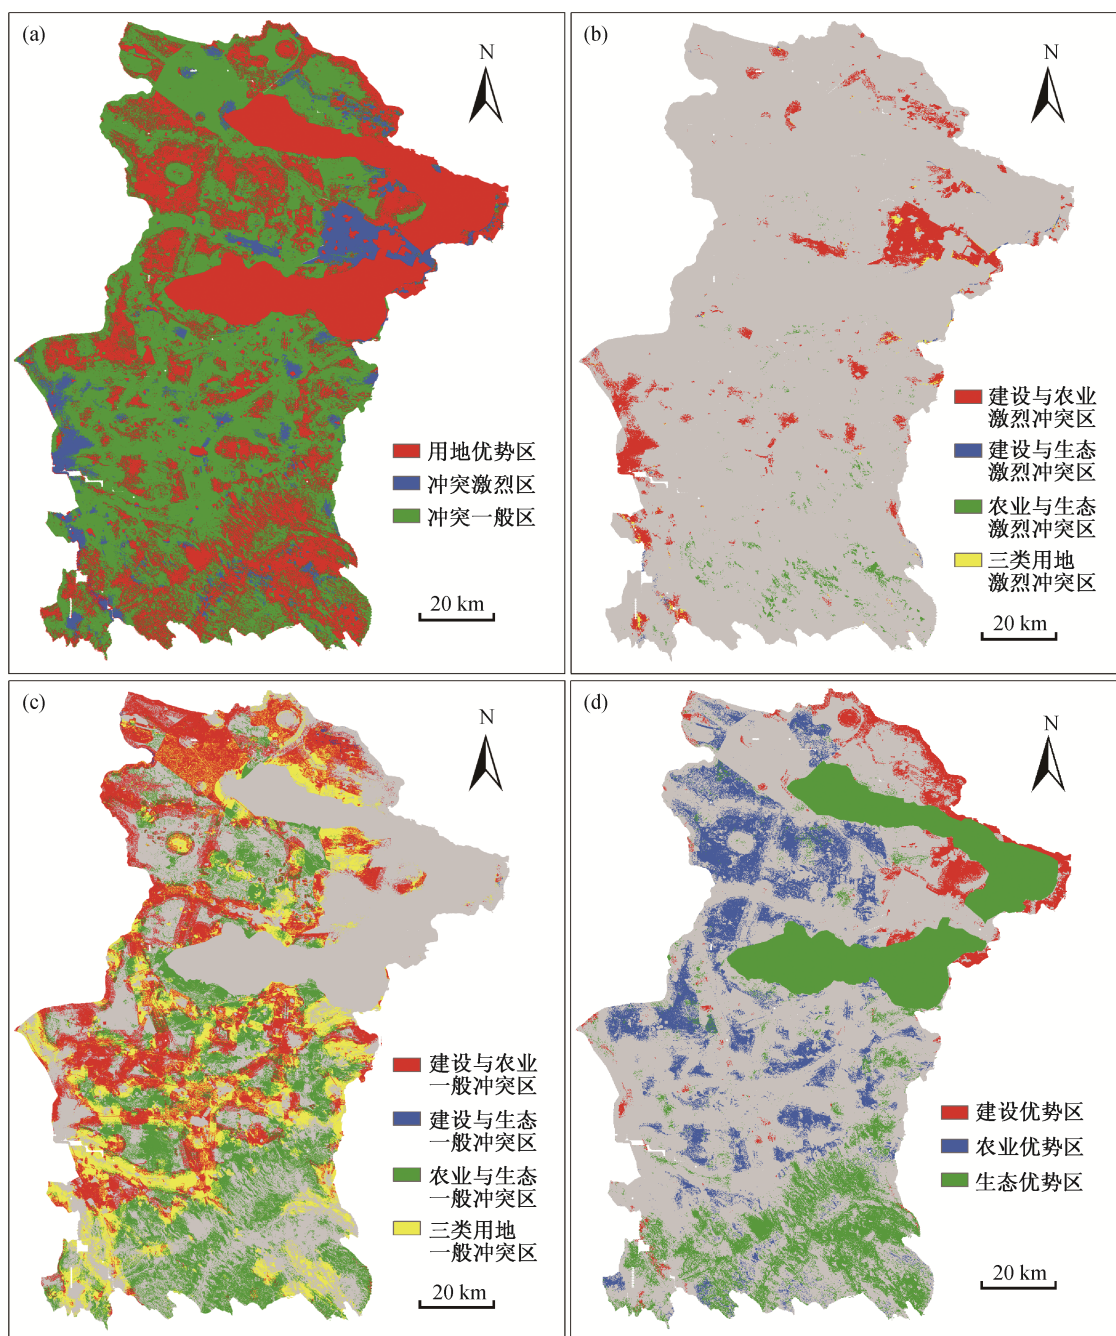 (a)
N
用地优势区
冲突激烈区
冲突一般区
20 km
(b)
N
建设与农业
激烈冲突区
建设与生态
激烈冲突区
农业与生态
激烈冲突区
三类用地
激烈冲突区
20 km
(c)
N
建设与农业
一般冲突区
建设与生态
一般冲突区
农业与生态
一般冲突区
三类用地
一般冲突区
20 km
(d)
N
建设优势区
农业优势区
生态优势区
20 km